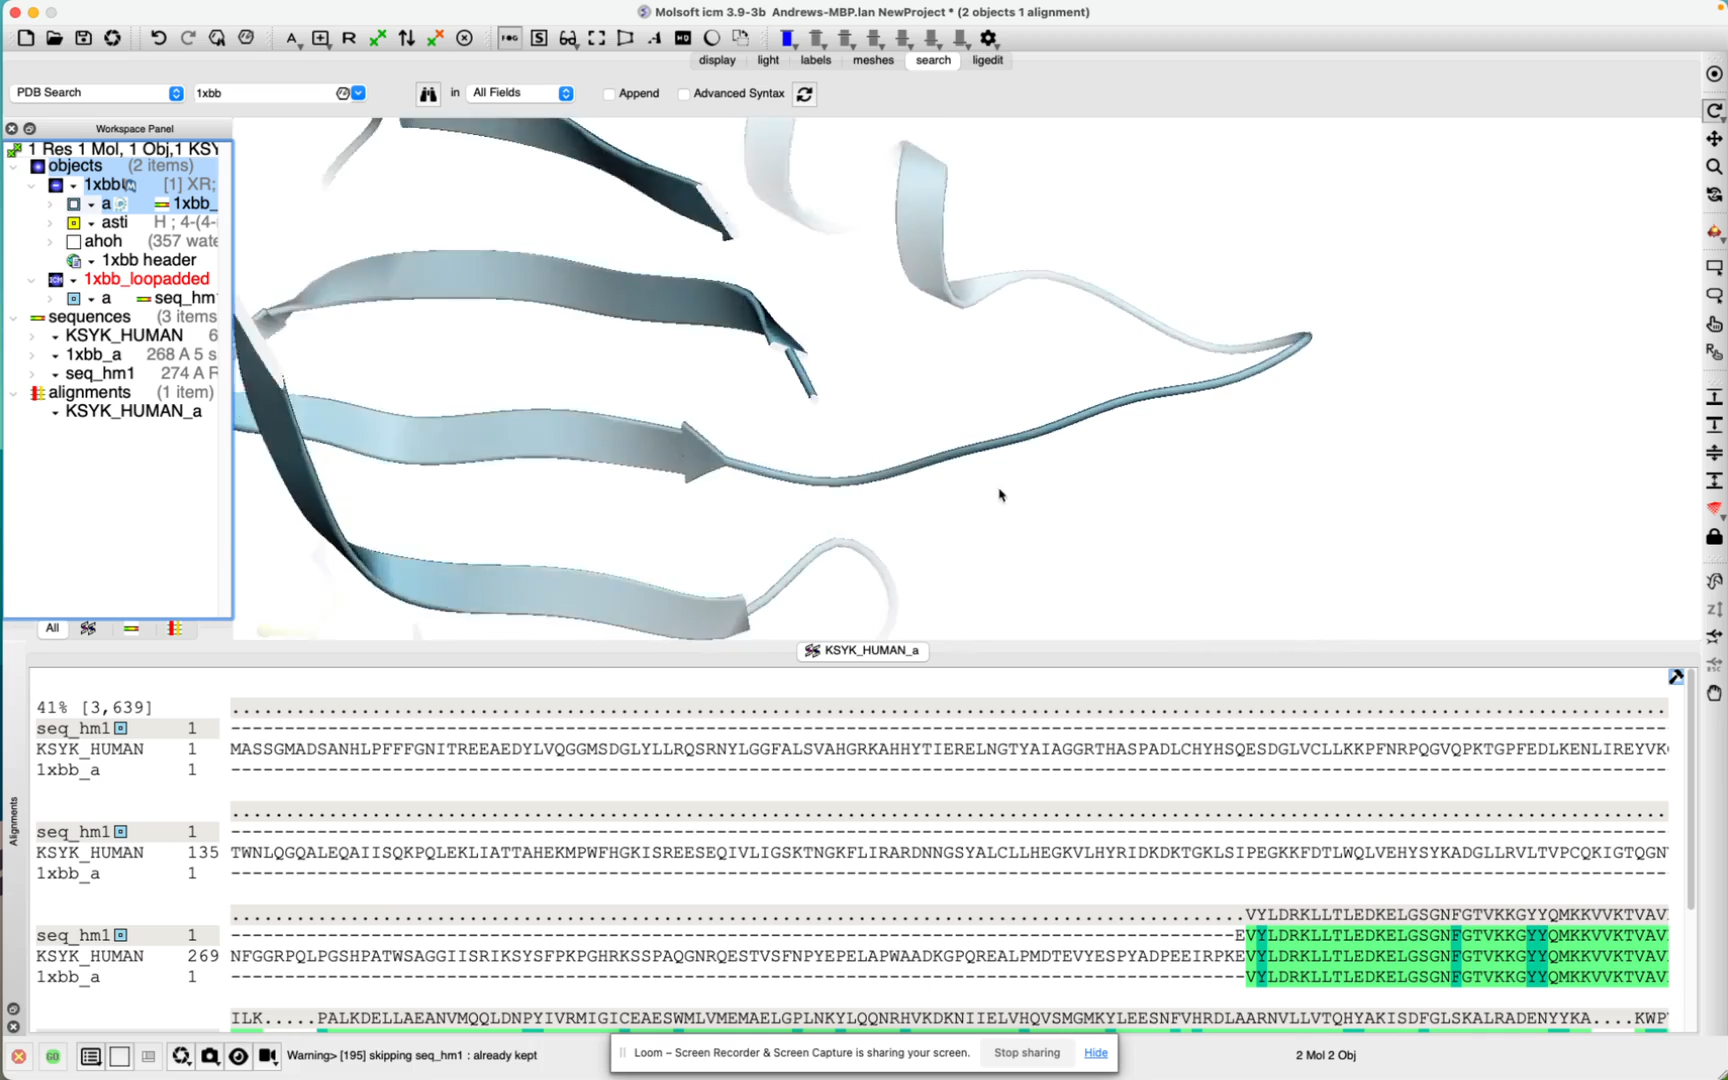 Molsoft icm 3.9-3b Andrews-MBP.lan NewProject * (2 objects 1 alignment)
display light labels meshes search ligedit
PDB Search 1xbb in All Fields Append Advanced Syntax
Workspace Panel
1 Res 1 Mol, 1 Obj,1 KSY
objects (2 items)
1xbb [1] XR;
a 1xbb_
asti H ; 4-(4-
ahoh (357 wate
1xbb header
1xbb_loopadded
a seq_hm1
sequences (3 items
KSYK_HUMAN 6
1xbb_a 268 A 5 s
seq_hm1 274 A R
alignments (1 item)
KSYK_HUMAN_a
All
KSYK_HUMAN_a
Alignments
41% [3,639]
seq_hm1 1
KSYK_HUMAN 1 MASSGMADSANHLPFFFGNITREEAEDYLVQGGMSDGLYLLRQSRNYLGGFALSVAHGRKAHHYTIERELNGTYAIAGGRTHASPADLCHYHSQESDGLVCLLKKPFNRPQGVQPKTGPFEDLKENLIREYVK
1xbb_a 1
seq_hm1 1
KSYK_HUMAN 135 TWNLQGQALEQAIISQKPQLEKLIATTAHEKMPWFHGKISREESEQIVLIGSKTNGKFLIRARDNNGSYALCLLHEGKVLHYRIDKDKTGKLSIPEGKKFDTLWQLVEHYSYKADGLLRVLTVPCQKIGTQGN
1xbb_a 1
.VYLDRKLLTLEDKELGSGNFGTVKKGYYQMKKVVKTVAV
seq_hm1 1 EVYLDRKLLTLEDKELGSGNFGTVKKGYYQMKKVVKTVAV
KSYK_HUMAN 269 NFGGRPQLPGSHPATWSAGGIISRIKSYSFPKPGHRKSSPAQGNRQESTVSFNPYEPELAPWAADKGPQREALPMDTEVYESPYADPEEIRPKEVYLDRKLLTLEDKELGSGNFGTVKKGYYQMKKVVKTVAV
1xbb_a 1 VYLDRKLLTLEDKELGSGNFGTVKKGYYQMKKVVKTVAV
ILK.....PALKDELLAEANVMQQLDNPYIVRMIGICEAESWMLVMEMAELGPLNKYLQQNRHVKDKNIIELVHQVSMGMKYLEESNFVHRDLAARNVLLVTQHYAKISDFGLSKALRADENYYKA....KWP
Warning> [195] skipping seq_hm1 : already kept
Loom – Screen Recorder & Screen Capture is sharing your screen. Stop sharing Hide
2 Mol 2 Obj